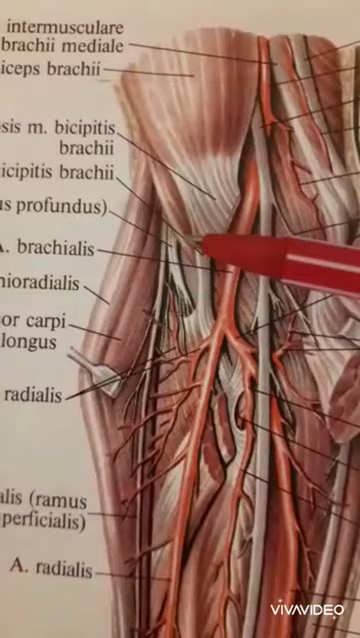 intermusculare
brachii mediale
iceps brachii
sis m. bicipitis
brachii
icipitis brachii
us profundus)
A. brachialis
hioradialis
or carpi
longus
radialis
alis (ramus
perficialis)
A. radialis
VIVAVIDEO